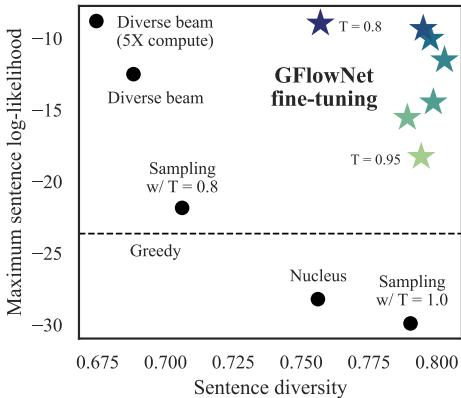 Maximum sentence log-likelihood
−10
−15
−20
−25
−30
Diverse beam
(5X compute)
T = 0.8
Diverse beam
GFlowNet
fine-tuning
T = 0.95
Sampling
w/ T = 0.8
Greedy
Nucleus
Sampling
w/ T = 1.0
0.675 0.700 0.725 0.750 0.775 0.800
Sentence diversity